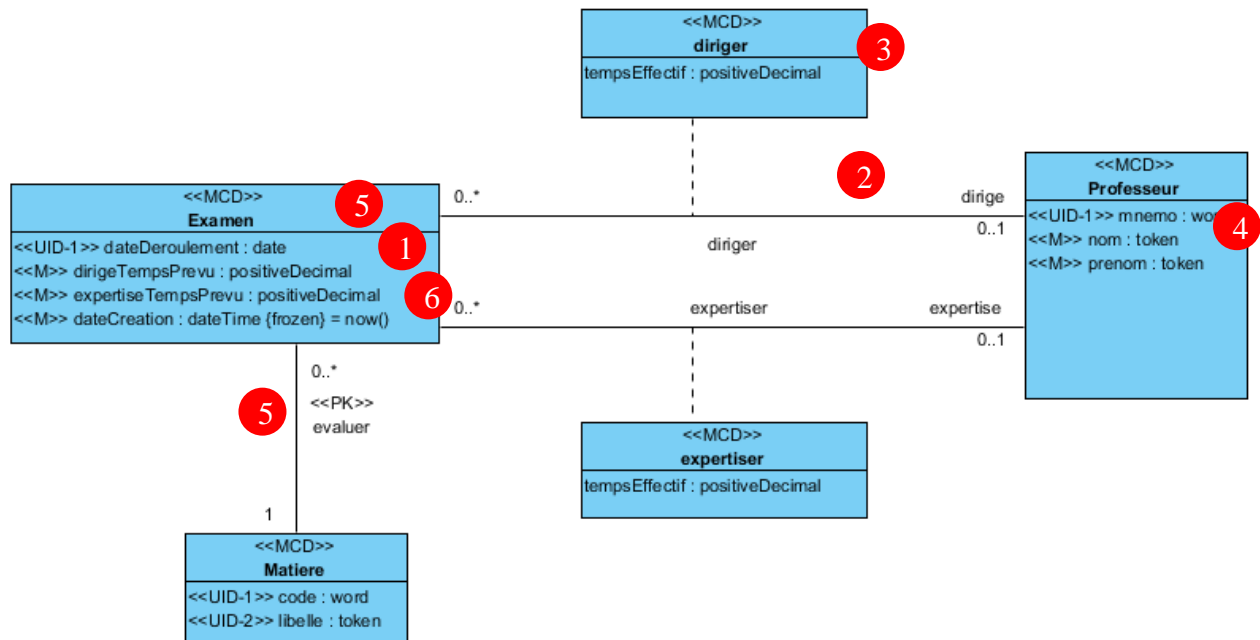 <<MCD>>
diriger
3
tempsEffectif : positiveDecimal
<<MCD>>
Examen
5
<<UID-1>> dateDeroulement : date
1
<<M>> dirigeTempsPrevu : positiveDecimal
<<M>> expertiseTempsPrevu : positiveDecimal
6
<<M>> dateCreation : dateTime {frozen} = now()
0..*
2
dirige
0..1
diriger
<<MCD>>
Professeur
<<UID-1>> mnemo :
4
<<M>> nom : token
<<M>> prenom : token
0..*
expertiser
expertise
0..1
0..*
5
<<PK>>
evaluer
1
<<MCD>>
expertiser
tempsEffectif : positiveDecimal
<<MCD>>
Matiere
<<UID-1>> code : word
<<UID-2>> libelle : token